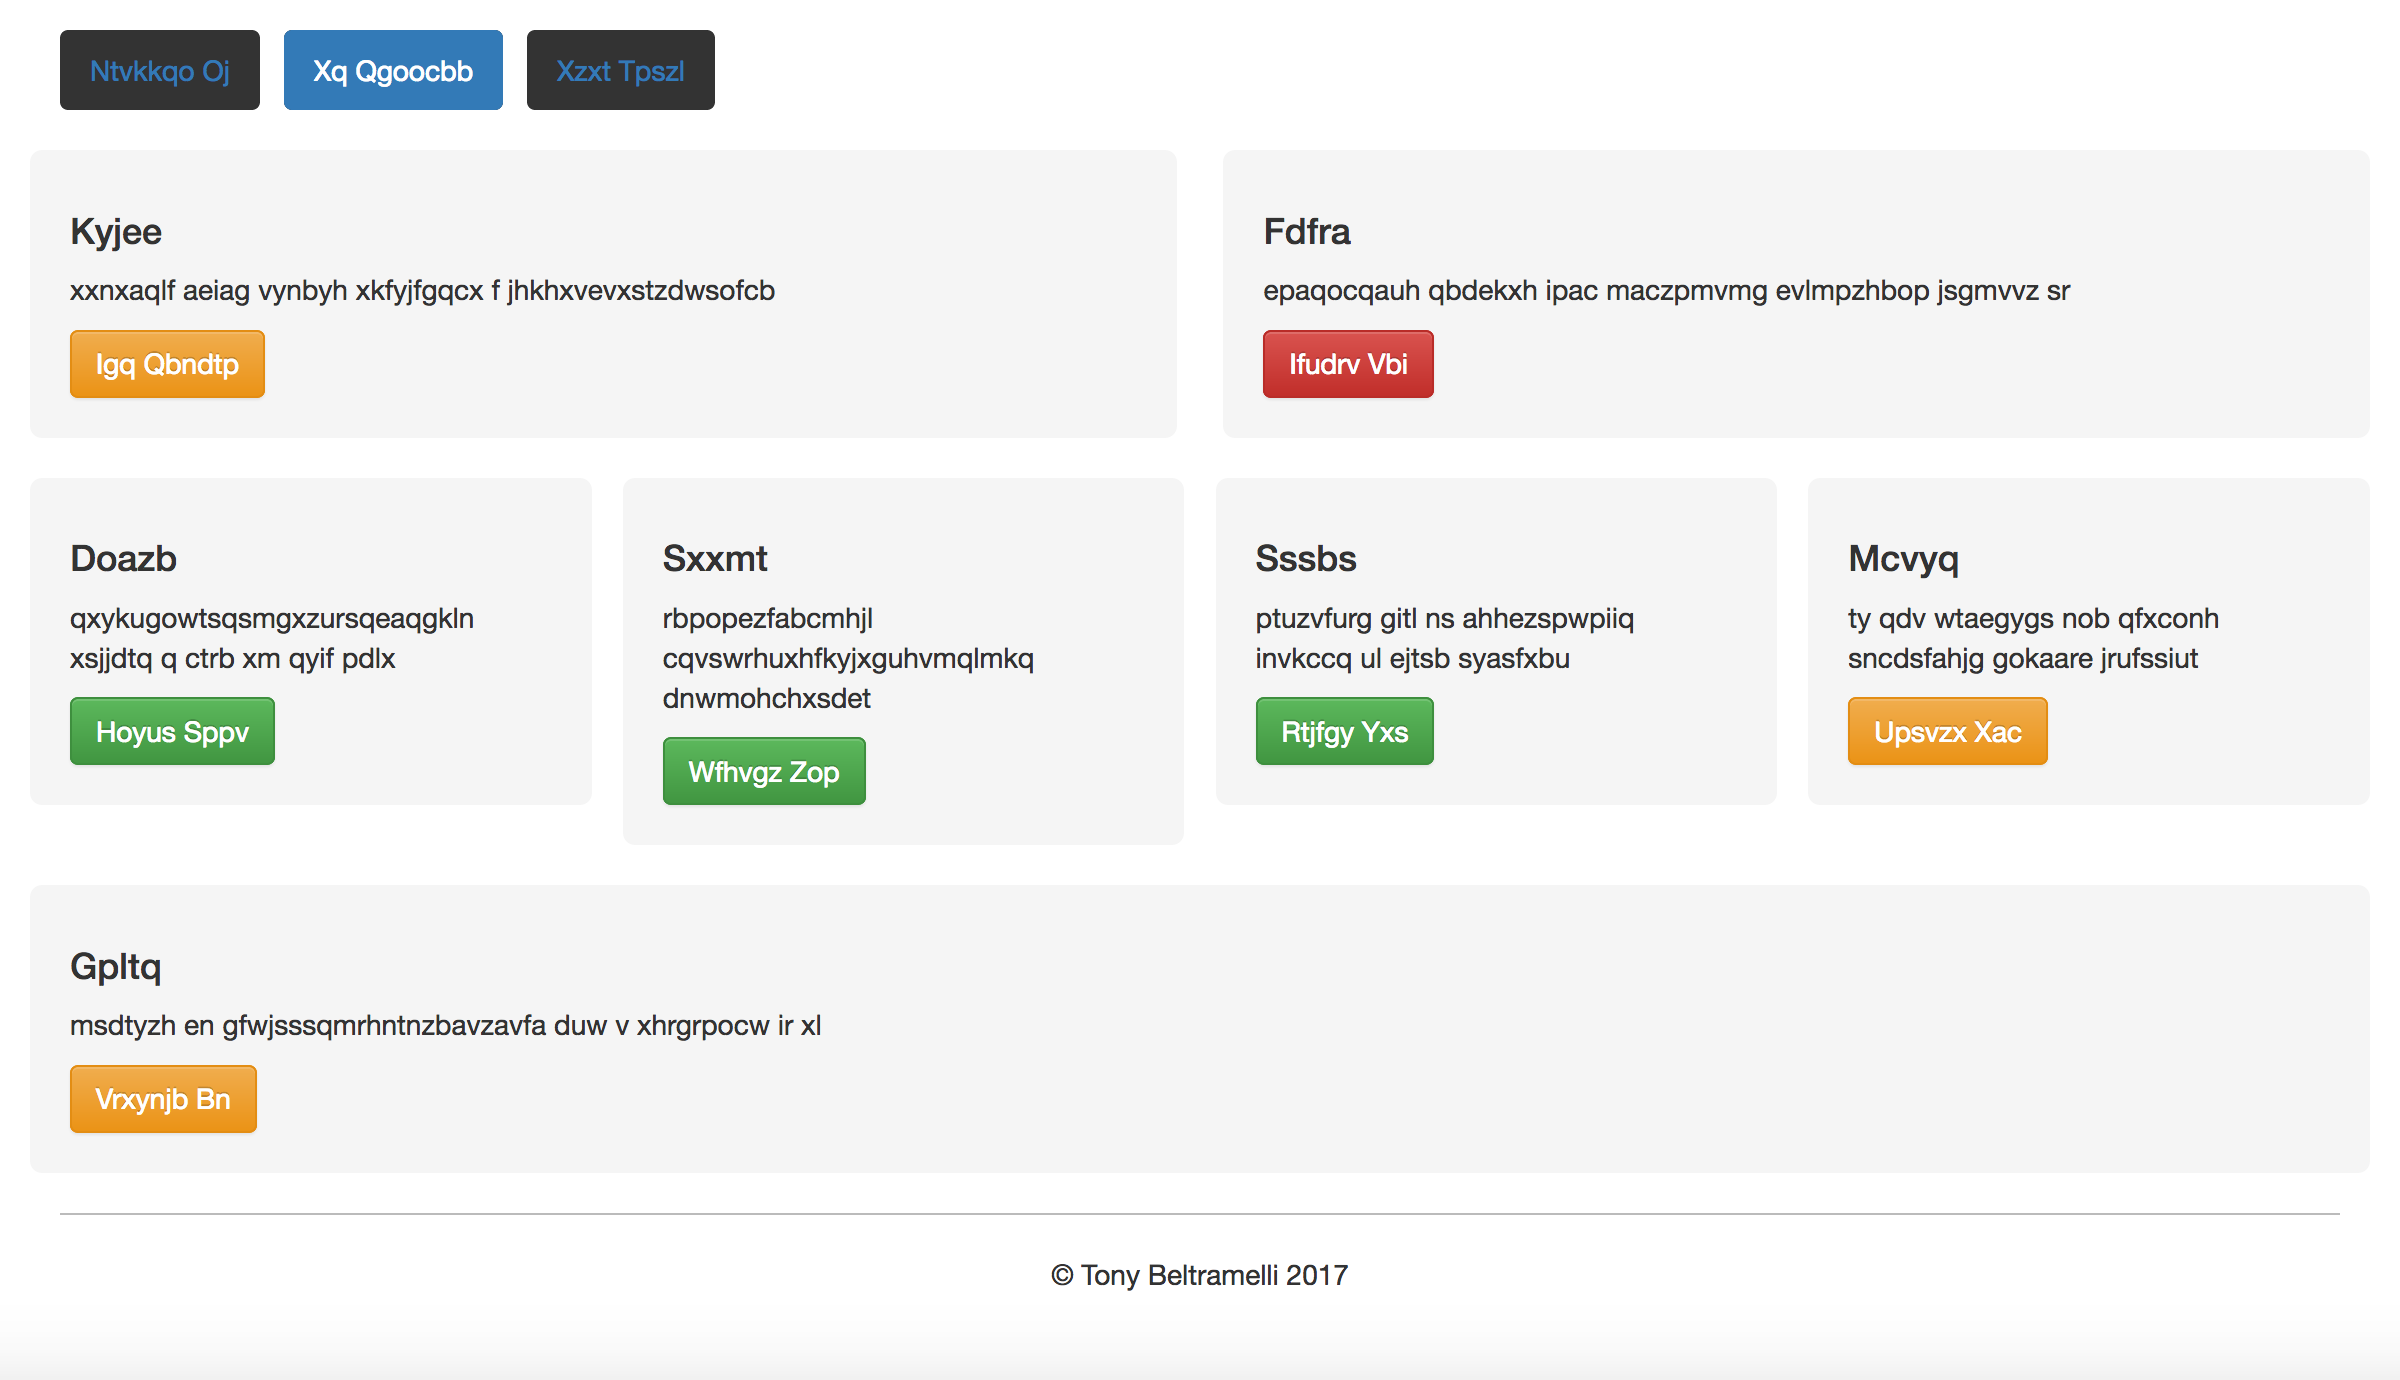 Ntvkkqo Oj
Xq Qgoocbb
Xzxt Tpszl
Kyjee
xxnxaqlf aeiag vynbyh xkfyjfgqcx f jhkhxvevxstzdwsofcb
Igq Qbndtp
Fdfra
epaqocqauh qbdekxh ipac maczpmvmg evlmpzhbop jsgmvvz sr
Ifudrv Vbi
Doazb
qxykugowtsqsmgxzursqeaqgkln
xsjjdtq q ctrb xm qyif pdlx
Hoyus Sppv
Sxxmt
rbpopezfabcmhjl
cqvswrhuxhfkyjxguhvmqlmkq
dnwmohchxsdet
Wfhvgz Zop
Sssbs
ptuzvfurg gitl ns ahhezspwpiiq
invkccq ul ejtsb syasfxbu
Rtjfgy Yxs
Mcvyq
ty qdv wtaegygs nob qfxconh
sncdsfahjg gokaare jrufssiut
Upsvzx Xac
Gpltq
msdtyzh en gfwjsssqmrhntnzbavzavfa duw v xhrgrpocw ir xl
Vrxynjb Bn
© Tony Beltramelli 2017